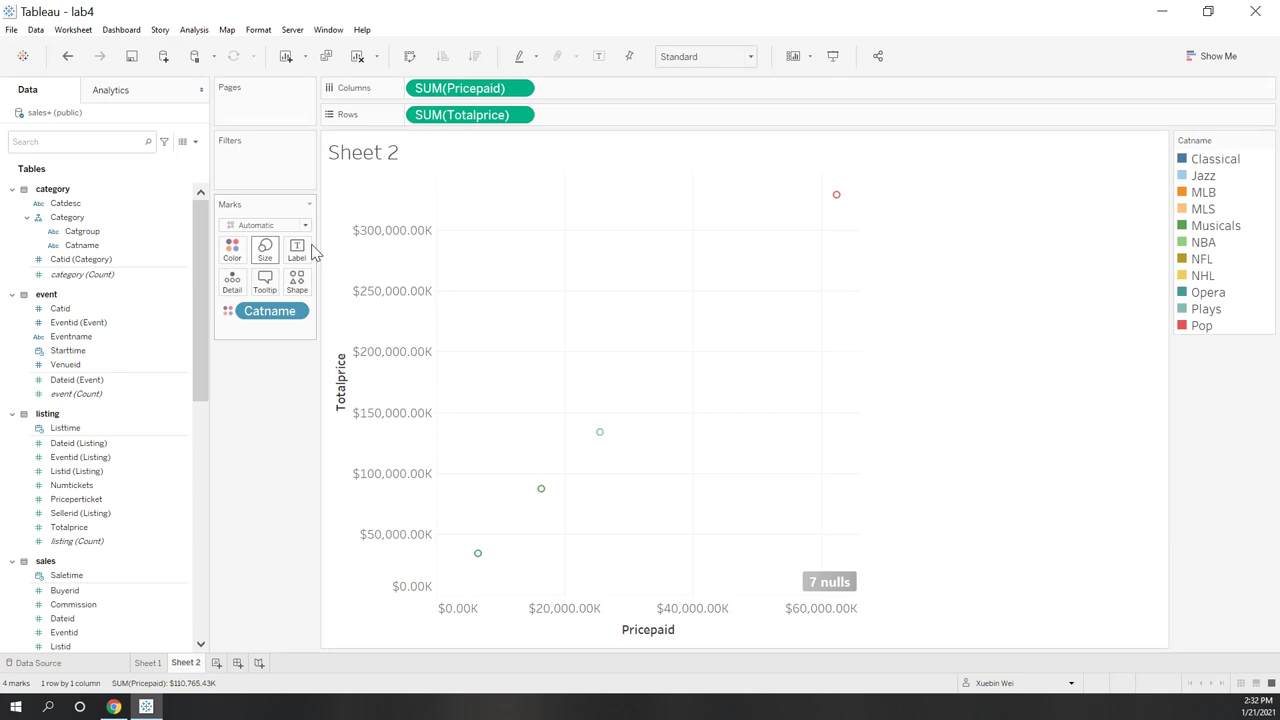 Tableau - lab4
File Data Worksheet Dashboard Story Analysis Map Format Server Window Help
Standard
Show Me
Data
Analytics
sales+ (public)
Search
Tables
category
Abc Catdesc
Category
Abc Catgroup
Abc Catname
# Catid (Category)
# category (Count)
event
# Catid
# Eventid (Event)
Abc Eventname
Starttime
# Venueid
# Dateid (Event)
# event (Count)
listing
Listtime
# Dateid (Listing)
# Eventid (Listing)
# Listid (Listing)
# Numtickets
# Priceperticket
# Sellerid (Listing)
# Totalprice
# listing (Count)
sales
Saletime
# Buyerid
# Commission
# Dateid
# Eventid
# Listid
Pages
Filters
Marks
Automatic
Color
Size
T
Label
Detail
Tooltip
Shape
Catname
Columns
SUM(Pricepaid)
Rows
SUM(Totalprice)
Sheet 2
Totalprice
$300,000.00K
$250,000.00K
$200,000.00K
$150,000.00K
$100,000.00K
$50,000.00K
$0.00K
7 nulls
$0.00K
$20,000.00K
$40,000.00K
$60,000.00K
Pricepaid
Catname
Classical
Jazz
MLB
MLS
Musicals
NBA
NFL
NHL
Opera
Plays
Pop
Data Source
Sheet 1
Sheet 2
4 marks
1 row by 1 column
SUM(Pricepaid): $110,765.43K
Xuebin Wei
2:32 PM
1/21/2021